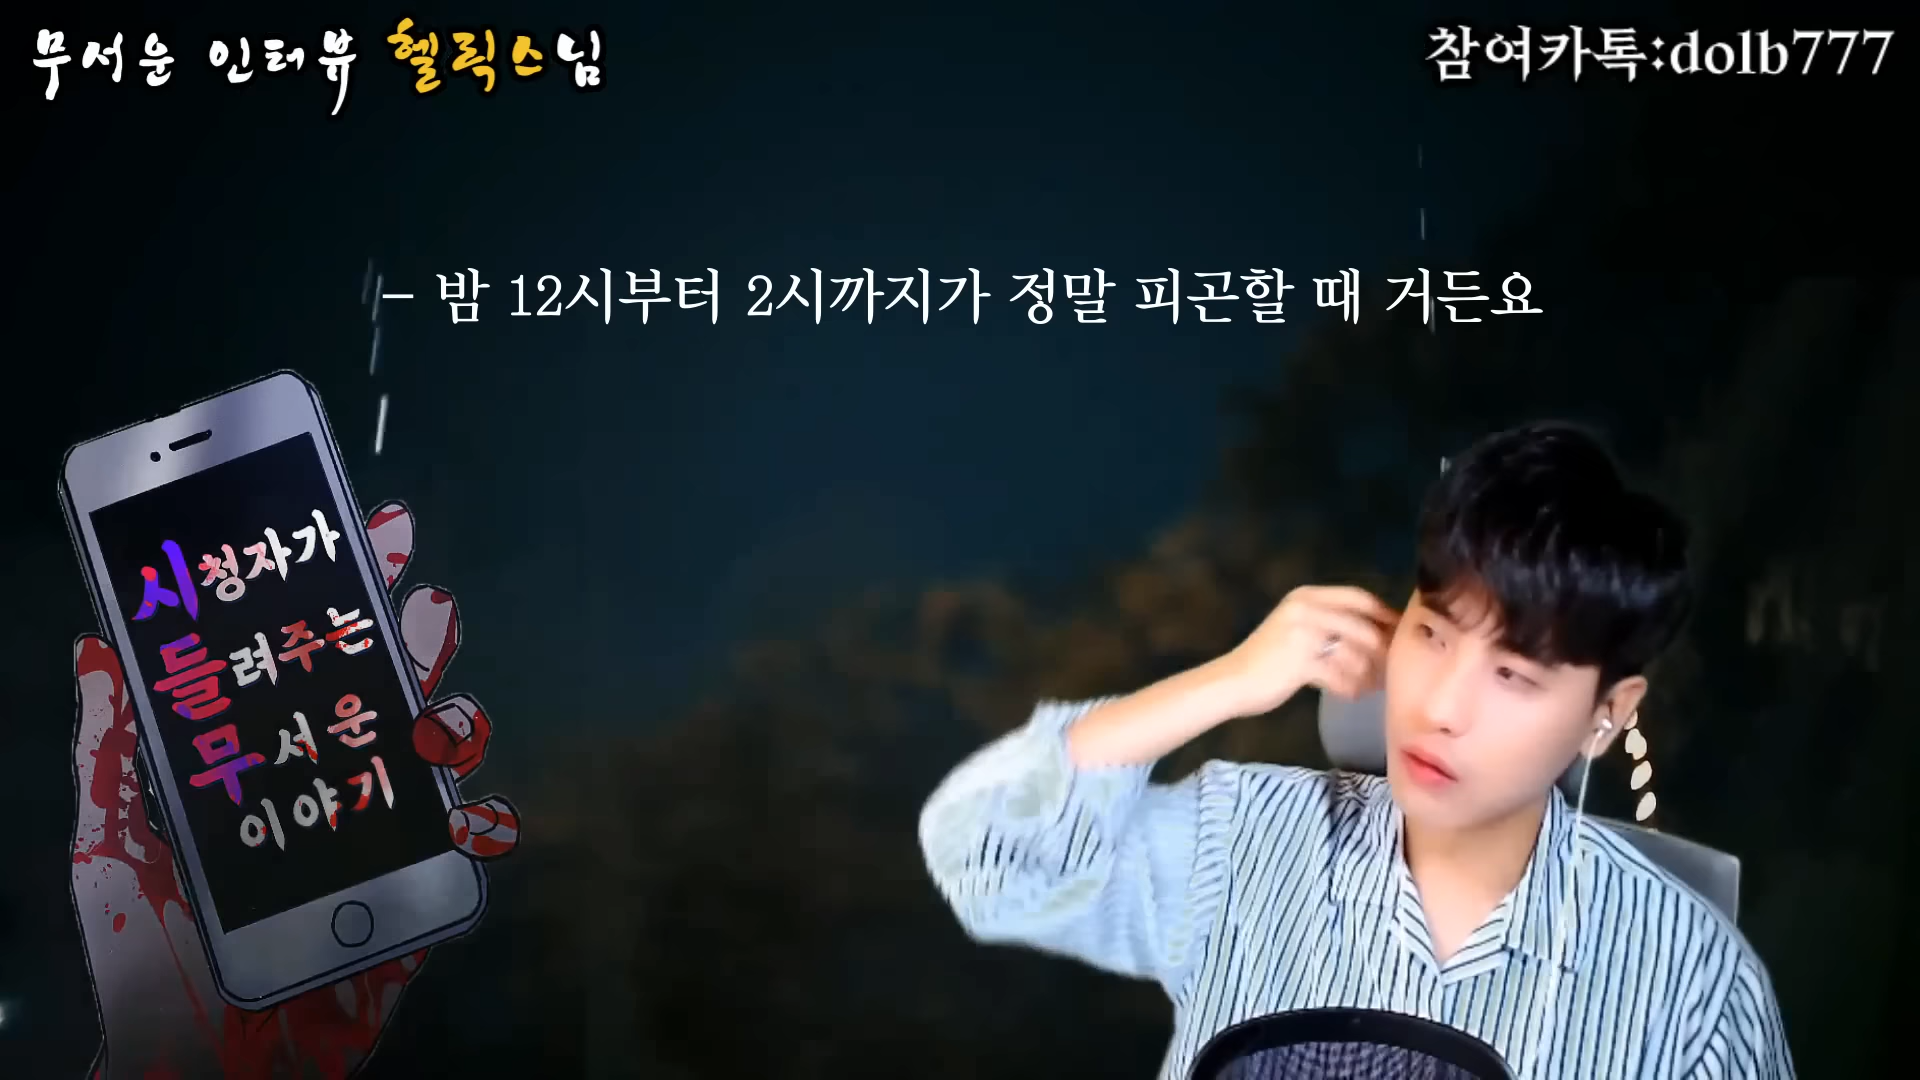 무서운 인터뷰 헬릭스님
참여카톡:dolb777
- 밤 12시부터 2시까지가 정말 피곤할 때 거든요
시청자가
들려주는
무서운
이야기